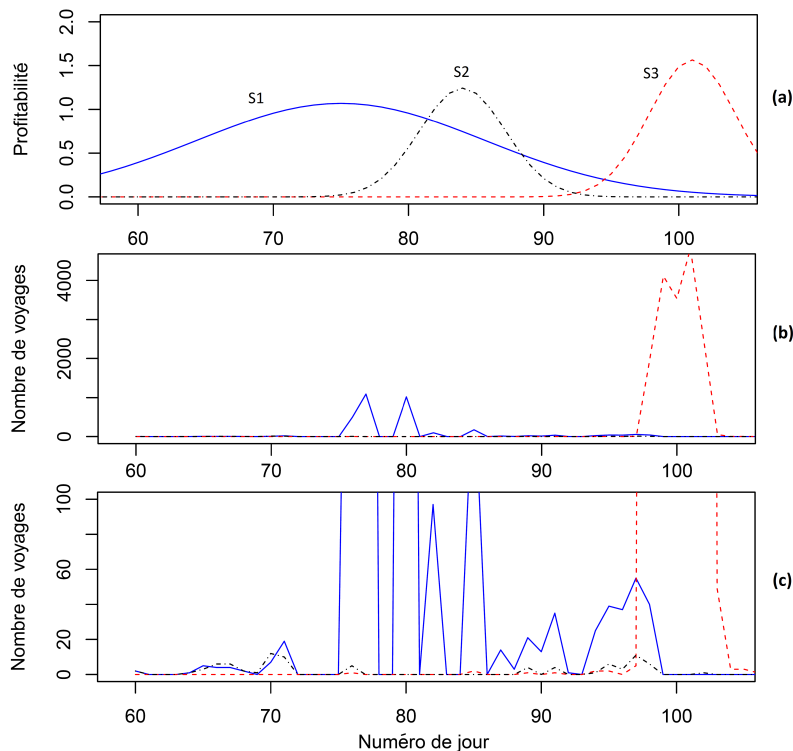 Profitabilité
2.0
1.5
1.0
0.5
0.0
S1
S2
S3
(a)
60 70 80 90 100
Nombre de voyages
4000
2000
0
(b)
60 70 80 90 100
Nombre de voyages
100
60
20
0
(c)
60 70 80 90 100
Numéro de jour